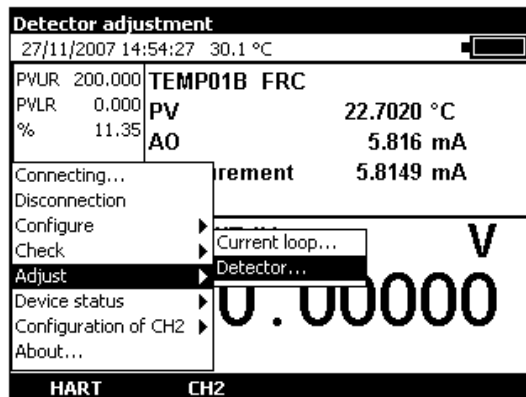 Detector adjustment
27/11/2007 14:54:27 30.1 °C
PVUR 200.000
PVLR 0.000
% 11.35
TEMP01B FRC
PV 22.7020 °C
AO 5.816 mA
rement 5.8149 mA
Connecting...
Disconnection
Configure
Check
Adjust
Device status
Configuration of CH2
About...
Current loop...
Detector...
V
0.00000
HART CH2